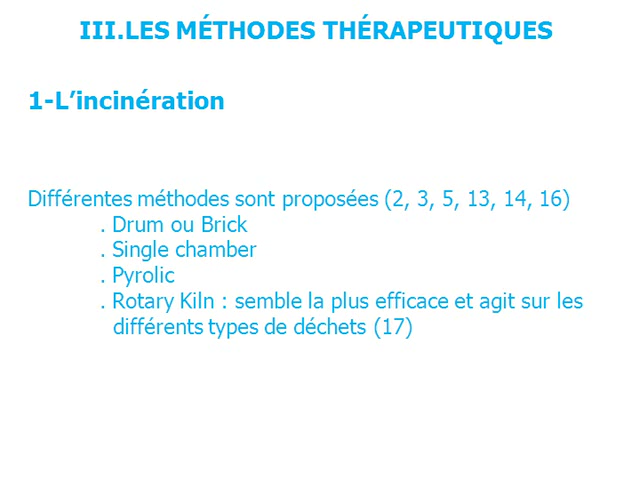 III.LES MÉTHODES THÉRAPEUTIQUES
1-L’incinération
Différentes méthodes sont proposées (2, 3, 5, 13, 14, 16)
. Drum ou Brick
. Single chamber
. Pyrolic
. Rotary Kiln : semble la plus efficace et agit sur les
différents types de déchets (17)